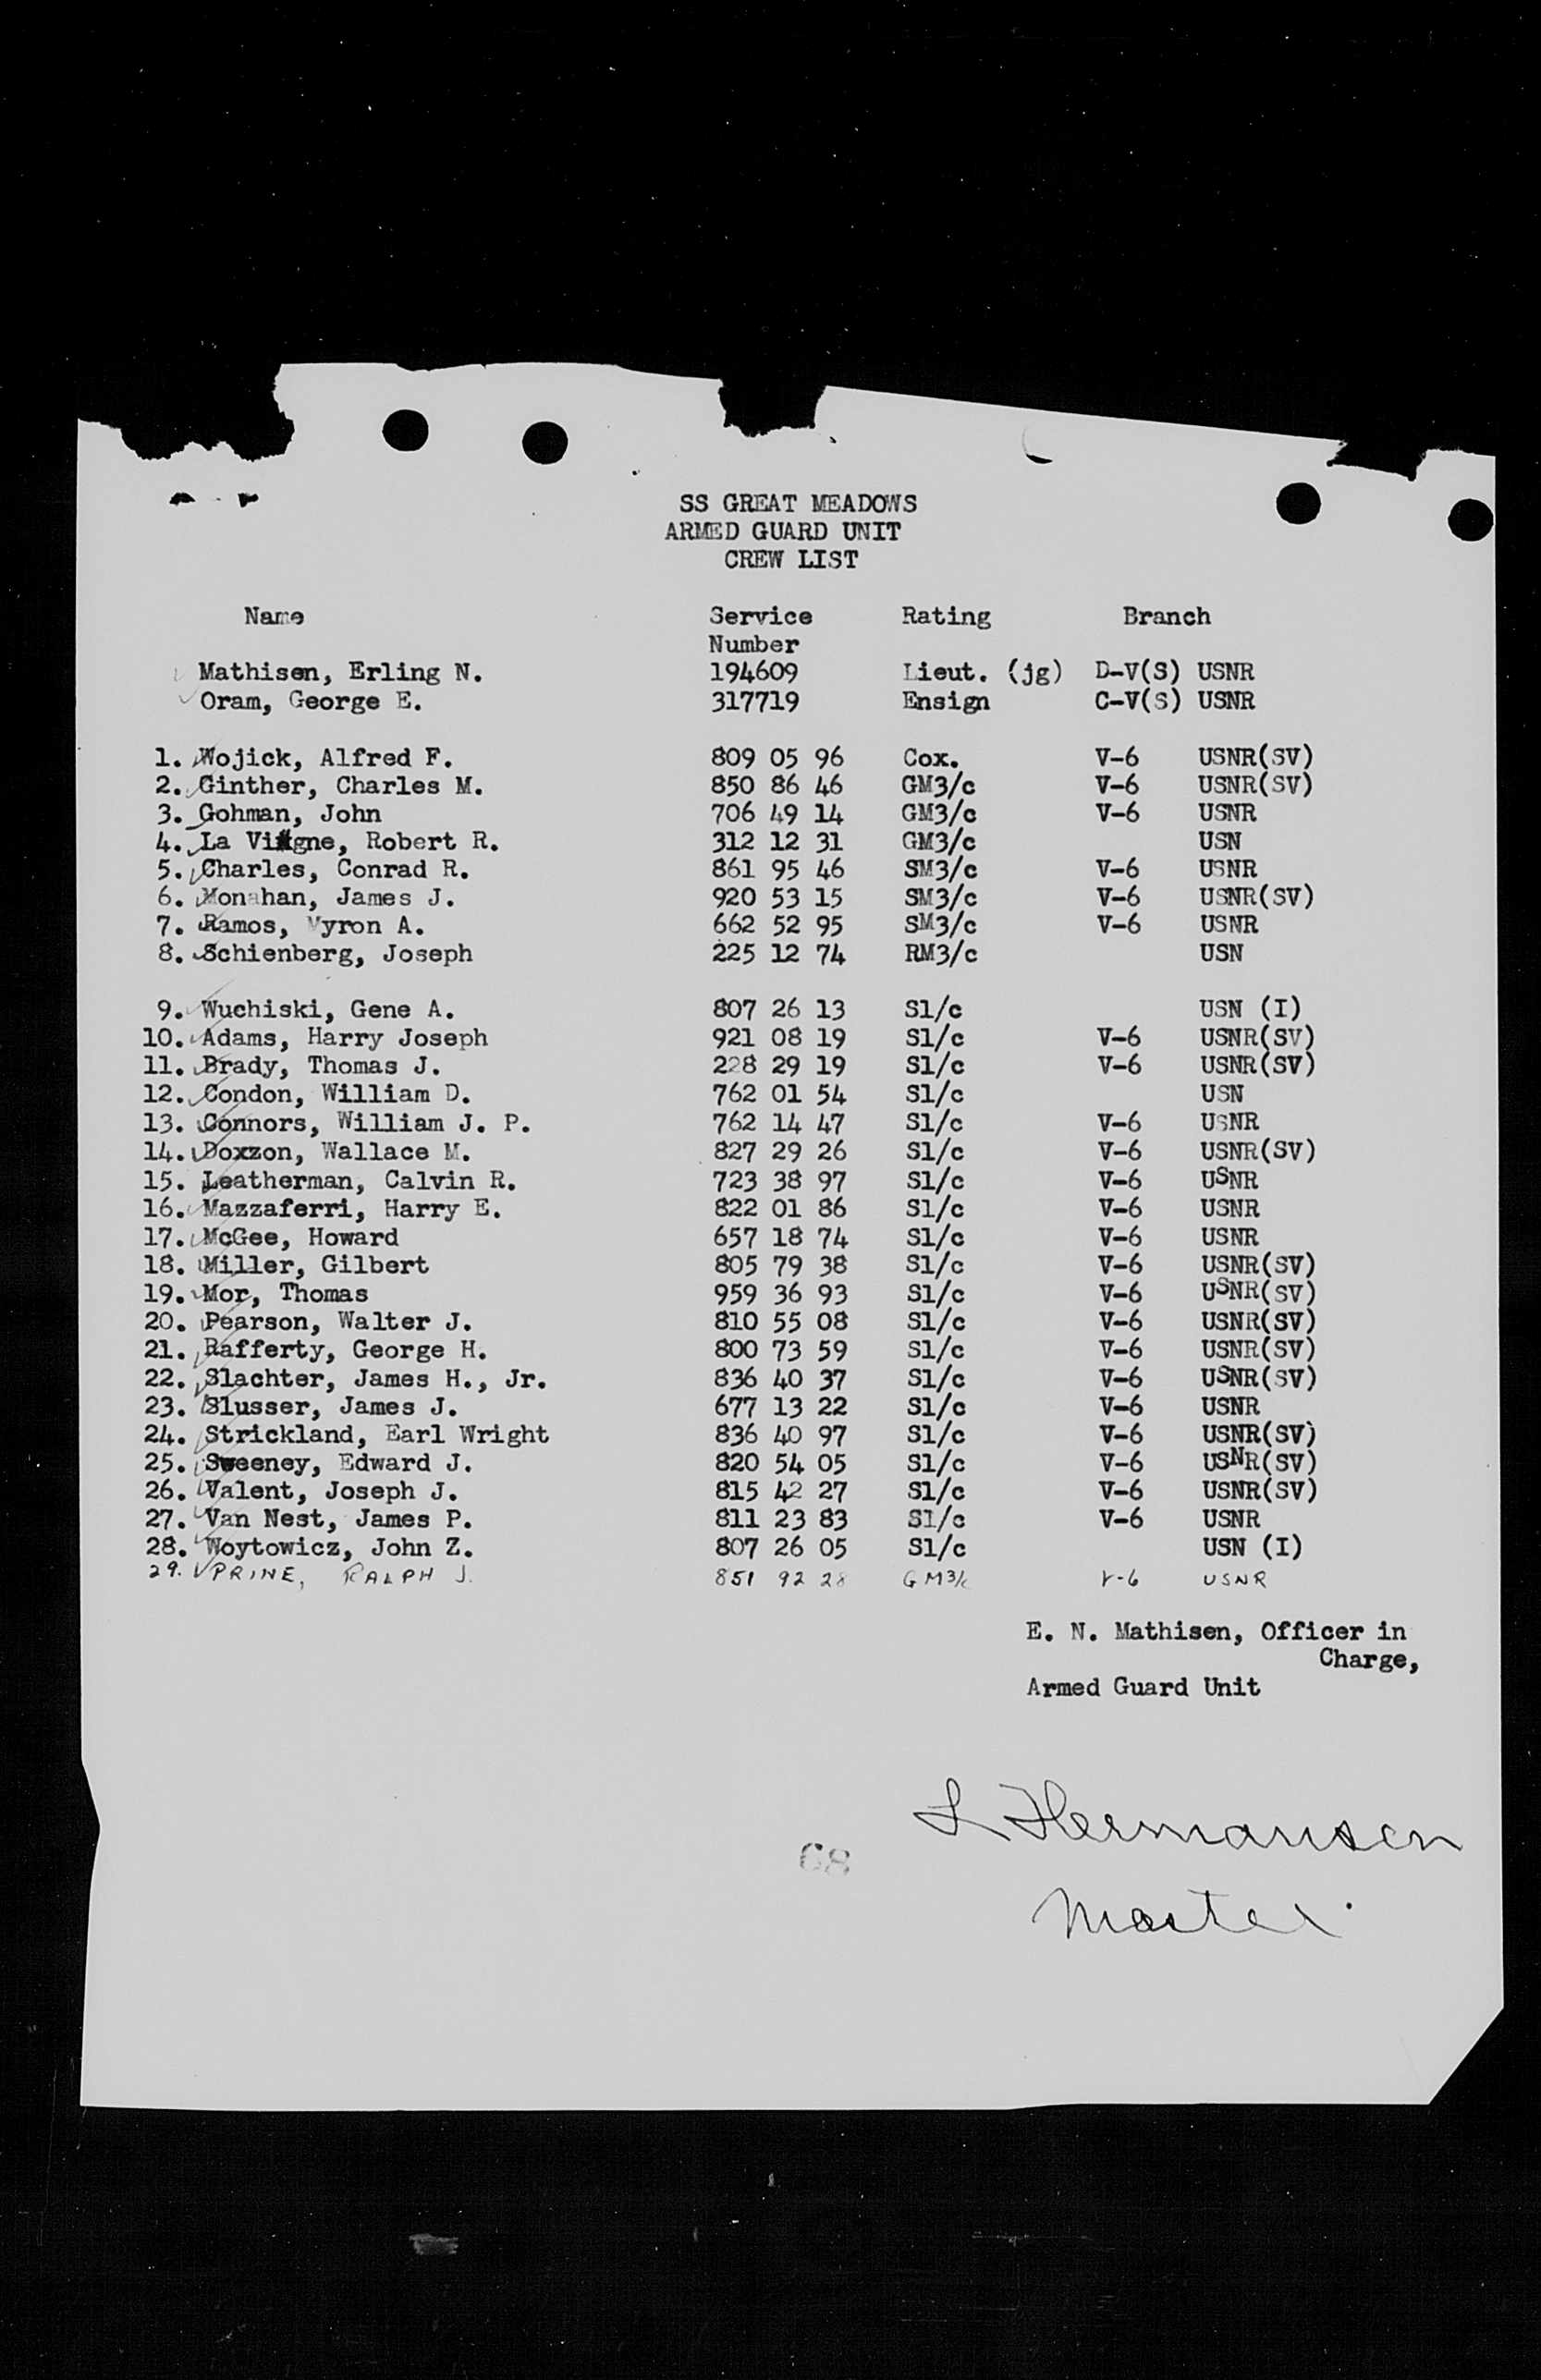 SS GREAT MEADOWS
ARMED GUARD UNIT
CREW LIST
Name Service Rating Branch
Number
Mathisen, Erling N. 194609 Lieut. (jg) D-V(S) USNR
Oram, George E. 317719 Ensign C-V(S) USNR
1. Wojick, Alfred F. 809 05 96 Cox. V-6 USNR(SV)
2. Ginther, Charles M. 850 86 46 GM3/c V-6 USNR(SV)
3. Gohman, John 706 49 14 GM3/c V-6 USNR
4. La Vigne, Robert R. 312 12 31 GM3/c USN
5. Charles, Conrad R. 861 95 46 SM3/c V-6 USNR
6. Monahan, James J. 920 53 15 SM3/c V-6 USNR(SV)
7. Ramos, Myron A. 662 52 95 SM3/c V-6 USNR
8. Schienberg, Joseph 225 12 74 RM3/c USN
9. Wuchiski, Gene A. 807 26 13 S1/c USN (I)
10. Adams, Harry Joseph 921 08 19 S1/c V-6 USNR(SV)
11. Brady, Thomas J. 228 29 19 S1/c V-6 USNR(SV)
12. Condon, William D. 762 01 54 S1/c USN
13. Connors, William J. P. 762 14 47 S1/c V-6 USNR
14. Doxzon, Wallace M. 827 29 26 S1/c V-6 USNR(SV)
15. Leatherman, Calvin R. 723 38 97 S1/c V-6 USNR
16. Mazzaferri, Harry E. 822 01 86 S1/c V-6 USNR
17. McGee, Howard 657 18 74 S1/c V-6 USNR
18. Miller, Gilbert 805 79 38 S1/c V-6 USNR(SV)
19. Mor, Thomas 959 36 93 S1/c V-6 USNR(SV)
20. Pearson, Walter J. 810 55 08 S1/c V-6 USNR(SV)
21. Rafferty, George H. 800 73 59 S1/c V-6 USNR(SV)
22. Slachter, James H., Jr. 836 40 37 S1/c V-6 USNR(SV)
23. Slusser, James J. 677 13 22 S1/c V-6 USNR
24. Strickland, Earl Wright 836 40 97 S1/c V-6 USNR(SV)
25. Sweeney, Edward J. 820 54 05 S1/c V-6 USNR(SV)
26. Valent, Joseph J. 815 42 27 S1/c V-6 USNR(SV)
27. Van Nest, James P. 811 23 83 S1/c V-6 USNR
28. Woytowicz, John Z. 807 26 05 S1/c USN (I)
29. PRINE, RALPH J. 851 92 28 GM3/c V-6 USNR
E. N. Mathisen, Officer in
Charge,
Armed Guard Unit
L Hermansen
68
Master.